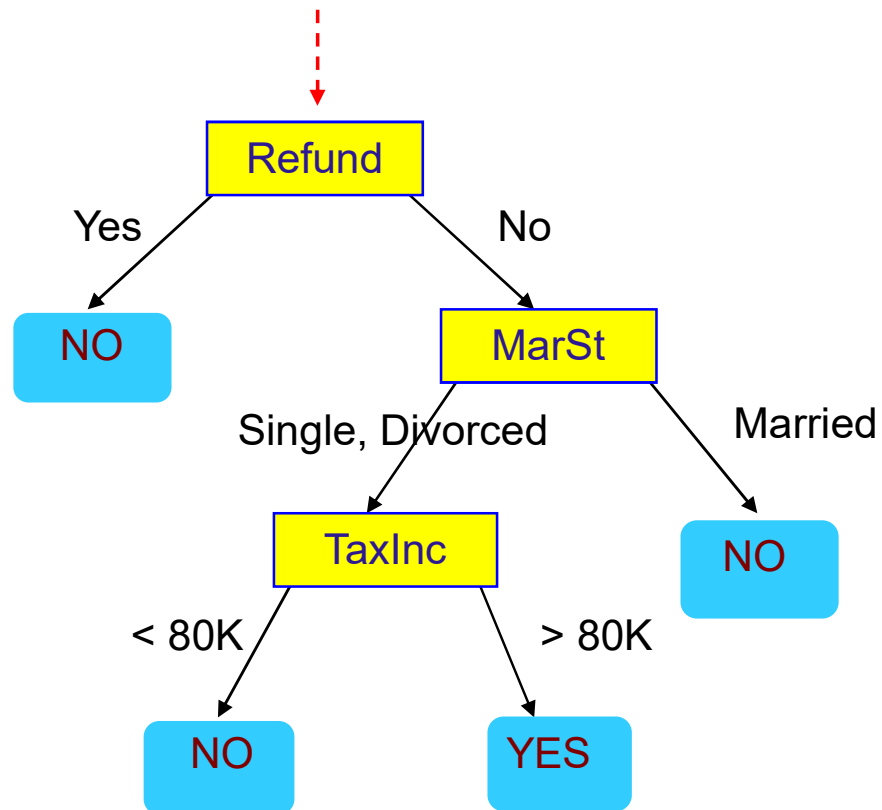 Refund
Yes
No
NO
MarSt
Single, Divorced
Married
TaxInc
NO
< 80K
> 80K
NO
YES